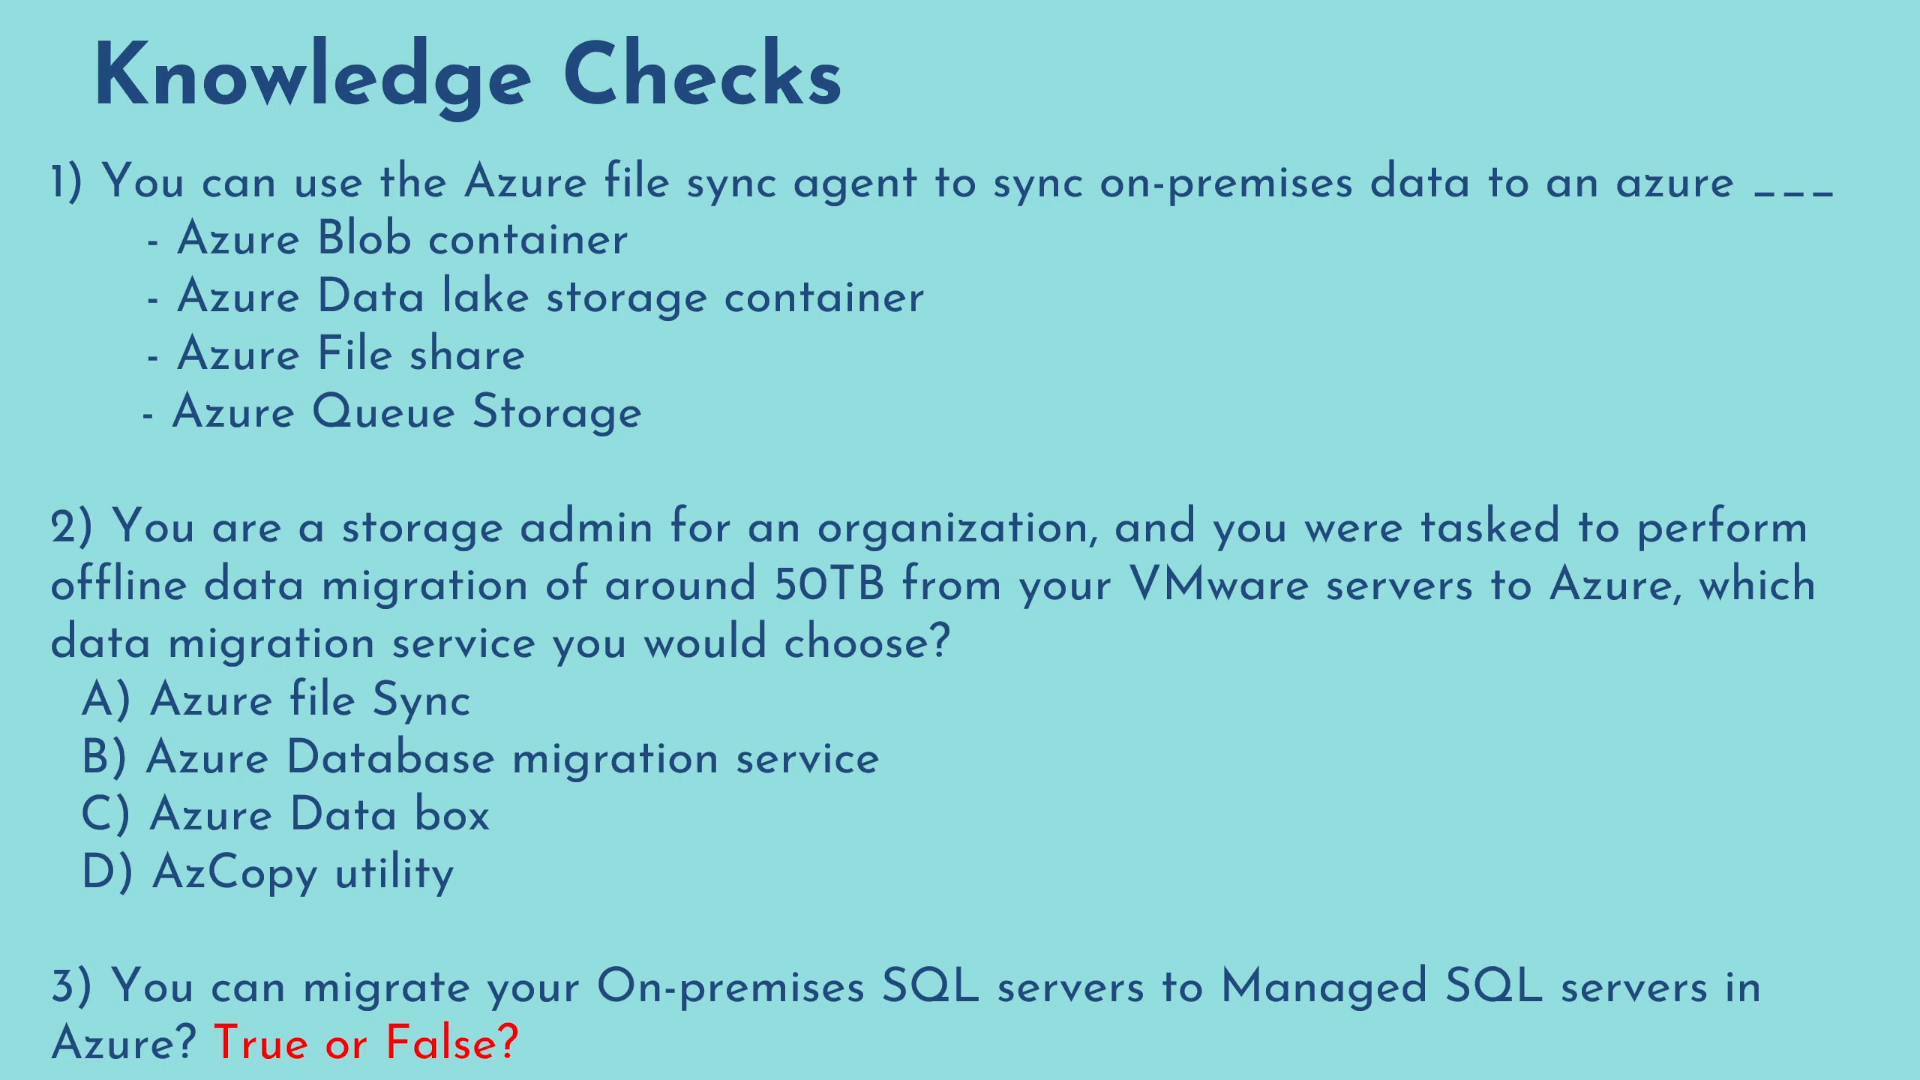 Knowledge Checks
1) You can use the Azure file sync agent to sync on-premises data to an azure ___
- Azure Blob container
- Azure Data lake storage container
- Azure File share
- Azure Queue Storage
2) You are a storage admin for an organization, and you were tasked to perform
offline data migration of around 50TB from your VMware servers to Azure, which
data migration service you would choose?
A) Azure file Sync
B) Azure Database migration service
C) Azure Data box
D) AzCopy utility
3) You can migrate your On-premises SQL servers to Managed SQL servers in
Azure? True or False?